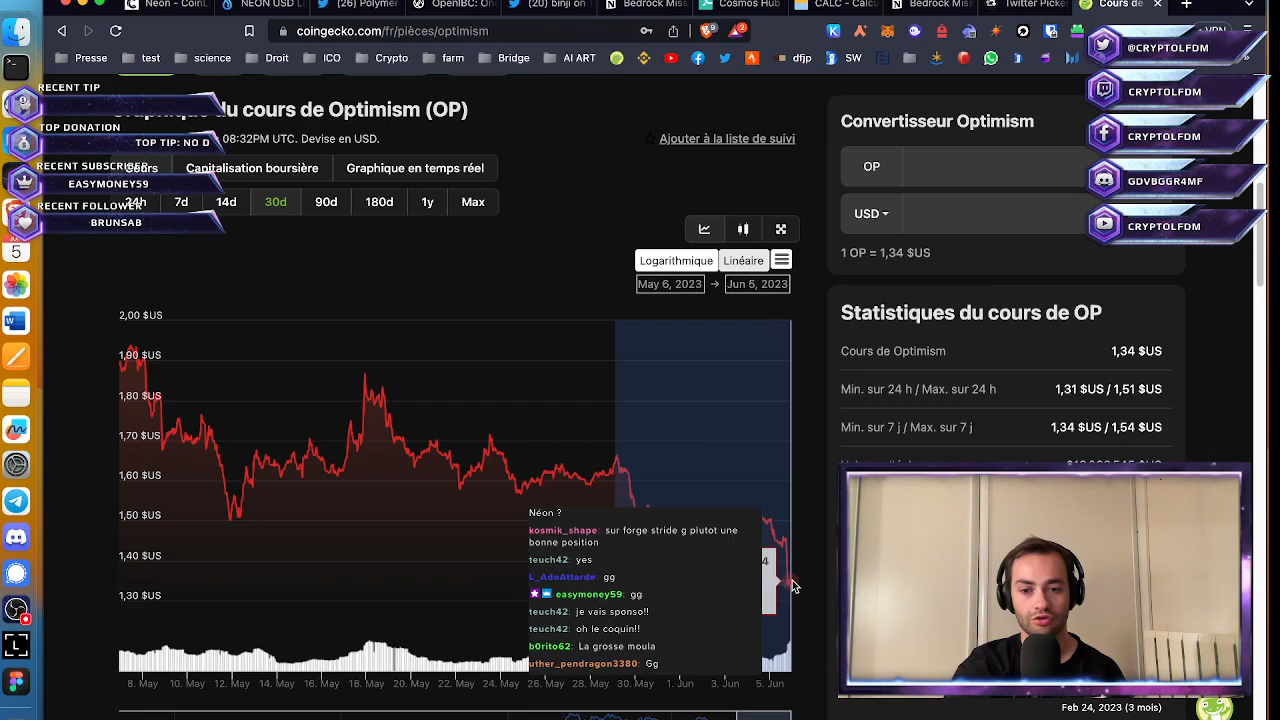 Neon - CoinL
NEON USD L
(26) Polymer
OpenIBC: On
(20) binji on
Bedrock Miss
Cosmos Hub
CALC - Calcu
Bedrock Miss
Twitter Picker
Cours de
coingecko.com/fr/pièces/optimism
VPN
Presse
test
science
Droit
ICO
Crypto
farm
Bridge
AI ART
dfjp
SW
@CRYPTOLFDM
CRYPTOLFDM
CRYPTOLFDM
GDVBGGR4MF
CRYPTOLFDM
RECENT TIP
TOP DONATION
TOP TIP: NO D
RECENT SUBSCRIBER
EASYMONEY59
RECENT FOLLOWE
BRUNSAB
du cours de Optimism (OP)
08:32PM UTC. Devise en USD.
Ajouter à la liste de suivi
Cours
Capitalisation boursière
Graphique en temps réel
24h
7d
14d
30d
90d
180d
1y
Max
Logarithmique
Linéaire
May 6, 2023 → Jun 5, 2023
2,00 $US
1,90 $US
1,80 $US
1,70 $US
1,60 $US
1,50 $US
1,40 $US
1,30 $US
8. May
10. May
12. May
14. May
16. May
18. May
20. May
22. May
24. May
26. May
28. May
30. May
1. Jun
3. Jun
5. Jun
Néon ?
kosmik_shape: sur forge stride g plutot une
bonne position
teuch42: yes
L_AdoAttarde: gg
easymoney59: gg
teuch42: je vais sponso!!
teuch42: oh le coquin!!
b0rito62: La grosse moula
uther_pendragon3380: Gg
4
Convertisseur Optimism
OP
USD
1 OP = 1,34 $US
Statistiques du cours de OP
Cours de Optimism
1,34 $US
Min. sur 24 h / Max. sur 24 h
1,31 $US / 1,51 $US
Min. sur 7 j / Max. sur 7 j
1,34 $US / 1,54 $US
Feb 24, 2023 (3 mois)
5